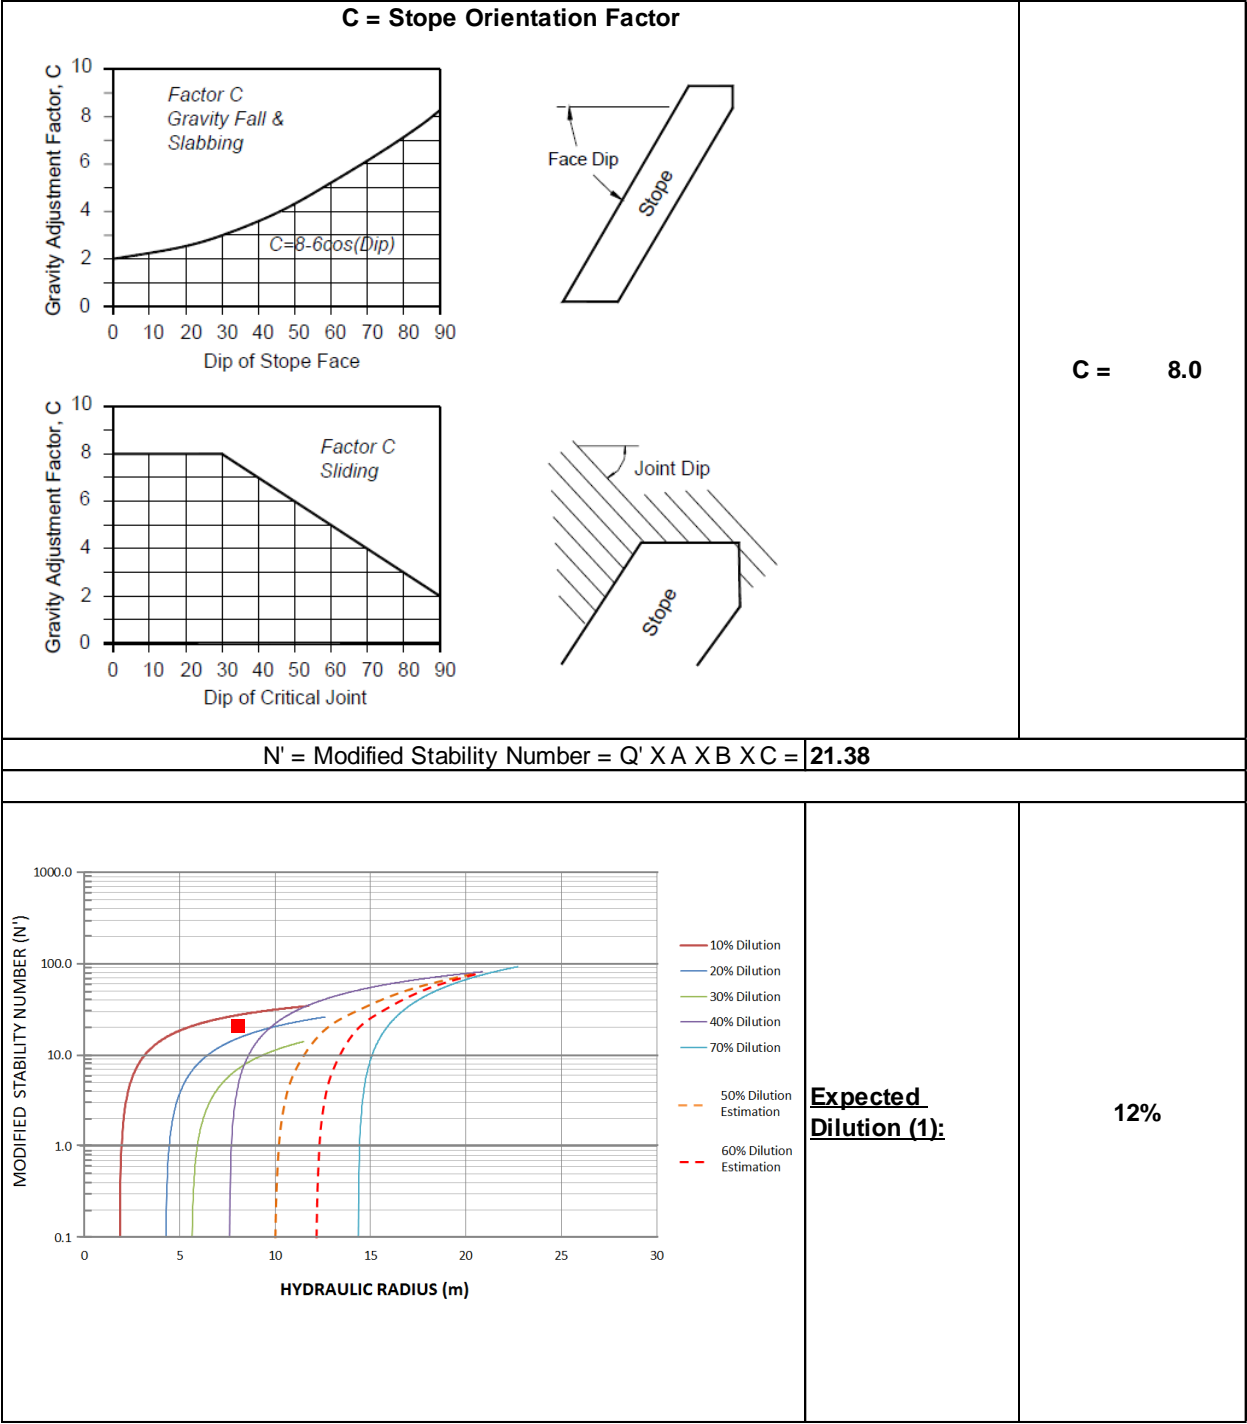 C = Stope Orientation Factor
Gravity Adjustment Factor, C
10
8
6
4
2
0
Factor C
Gravity Fall &
Slabbing
C=8-6cos(Dip)
0 10 20 30 40 50 60 70 80 90
Dip of Stope Face
Face Dip
Stope
C = 8.0
Gravity Adjustment Factor, C
10
8
6
4
2
0
Factor C
Sliding
0 10 20 30 40 50 60 70 80 90
Dip of Critical Joint
Joint Dip
Stope
N' = Modified Stability Number = Q' X A X B X C = 21.38
MODIFIED STABILITY NUMBER (N')
1000.0
100.0
10.0
1.0
0.1
0 5 10 15 20 25 30
HYDRAULIC RADIUS (m)
10% Dilution
20% Dilution
30% Dilution
40% Dilution
70% Dilution
50% Dilution
Estimation
60% Dilution
Estimation
Expected
Dilution (1):
12%